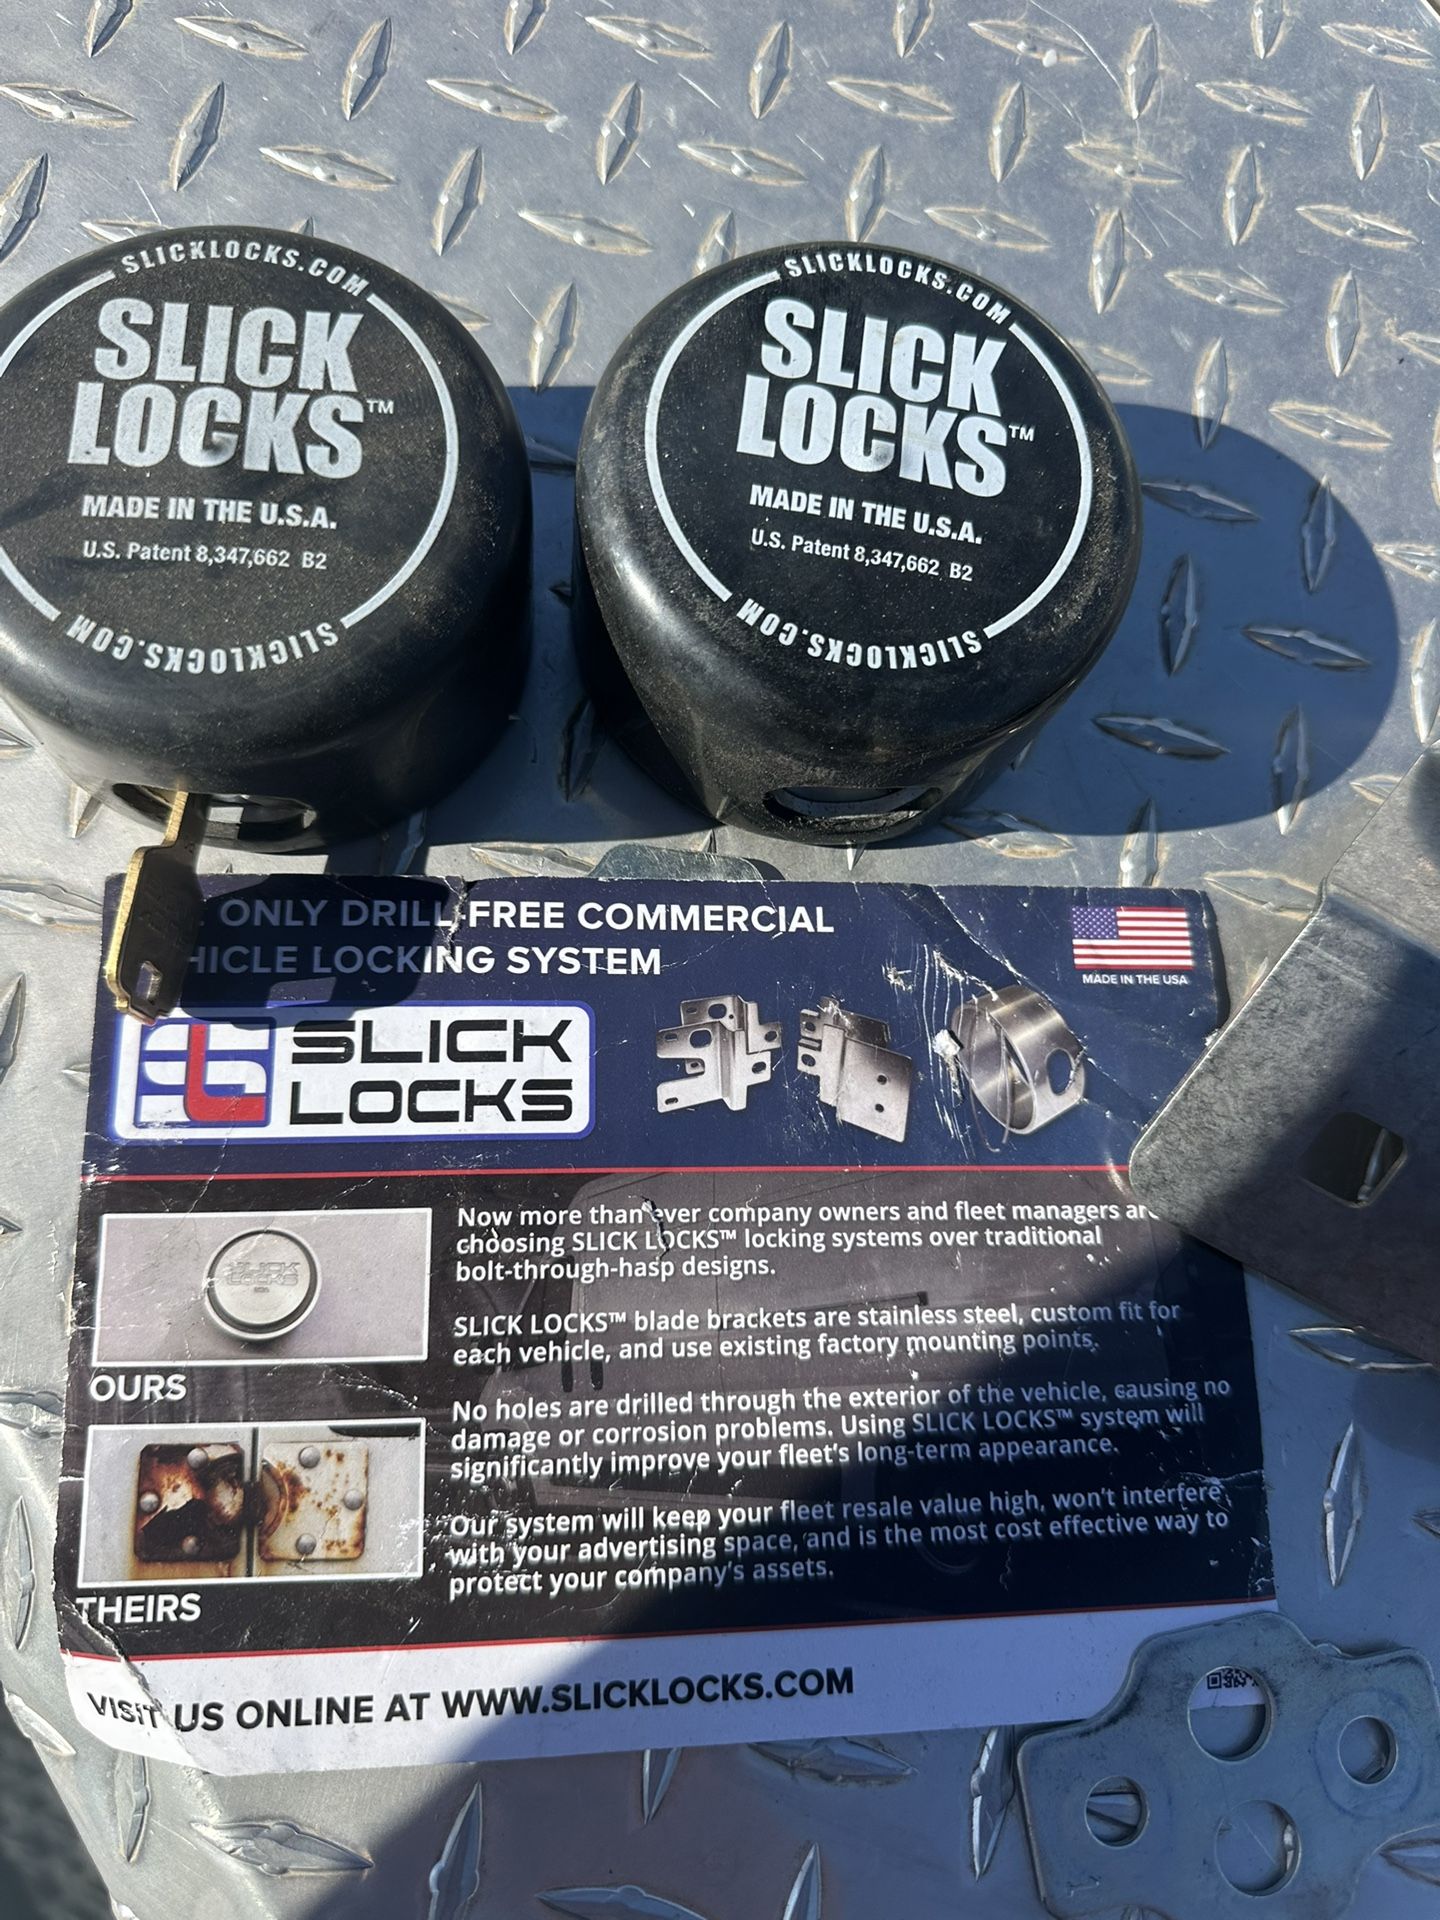 SLICKLOCKS.COM
SLICK
LOCKS™
MADE IN THE U.S.A.
U.S. Patent 8,347,662 B2
SLICKLOCKS.COM
SLICKLOCKS.COM
SLICK
LOCKS™
MADE IN THE U.S.A.
U.S. Patent 8,347,662 B2
SLICKLOCKS.COM
ONLY DRILL-FREE COMMERCIAL
HICLE LOCKING SYSTEM
MADE IN THE USA
SLICK
LOCKS
SLICK
LOCKS
Now more than ever company owners and fleet managers are
choosing SLICK LOCKS™ locking systems over traditional
bolt-through-hasp designs.
SLICK LOCKS™ blade brackets are stainless steel, custom fit for
each vehicle, and use existing factory mounting points.
OURS
No holes are drilled through the exterior of the vehicle, causing no
damage or corrosion problems. Using SLICK LOCKS™ system will
significantly improve your fleet's long-term appearance.
Our system will keep your fleet resale value high, won't interfere
with your advertising space, and is the most cost effective way to
protect your company's assets.
THEIRS
VISIT US ONLINE AT WWW.SLICKLOCKS.COM